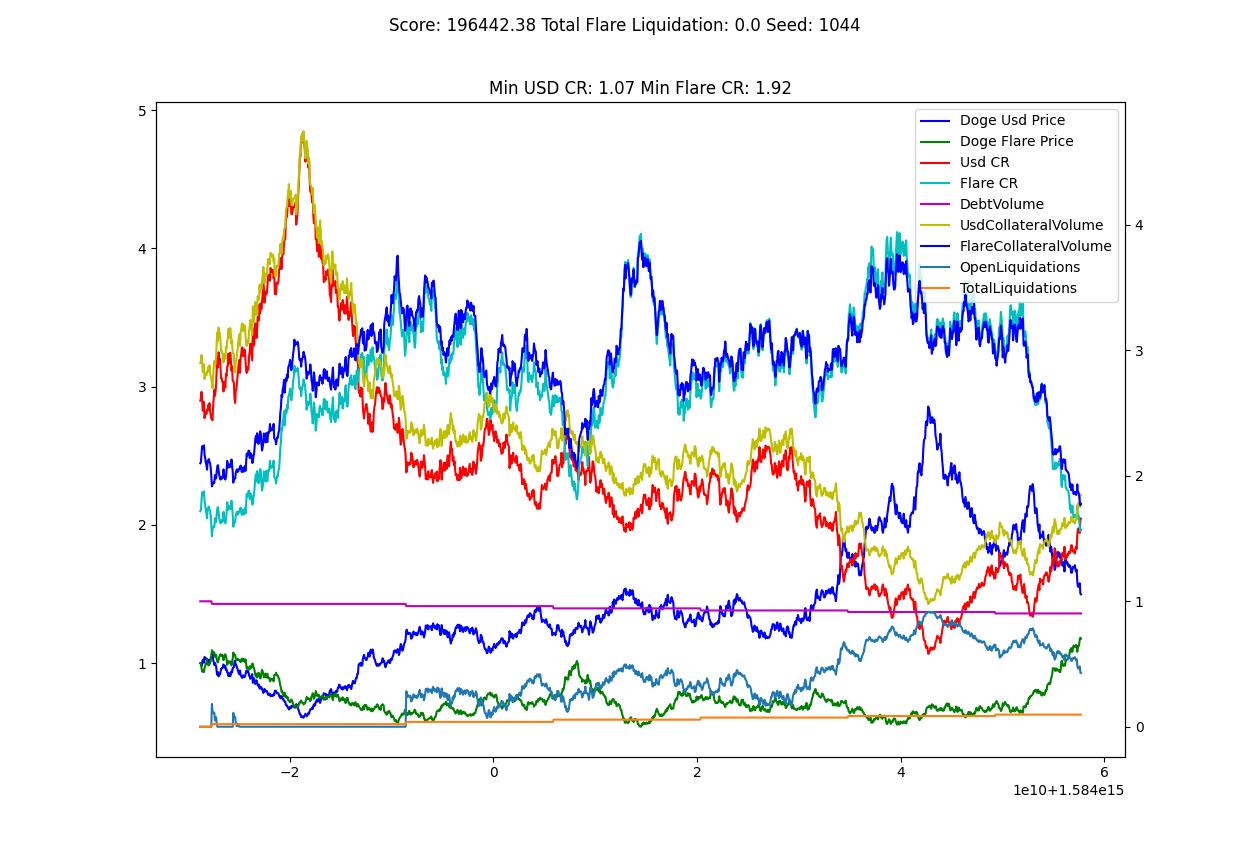 Score: 196442.38 Total Flare Liquidation: 0.0 Seed: 1044
Min USD CR: 1.07 Min Flare CR: 1.92
5
4
3
2
1
Doge Usd Price
Doge Flare Price
Usd CR
Flare CR
DebtVolume
UsdCollateralVolume
FlareCollateralVolume
OpenLiquidations
TotalLiquidations
4
3
2
1
0
−2
0
2
4
6
1e10+1.584e15